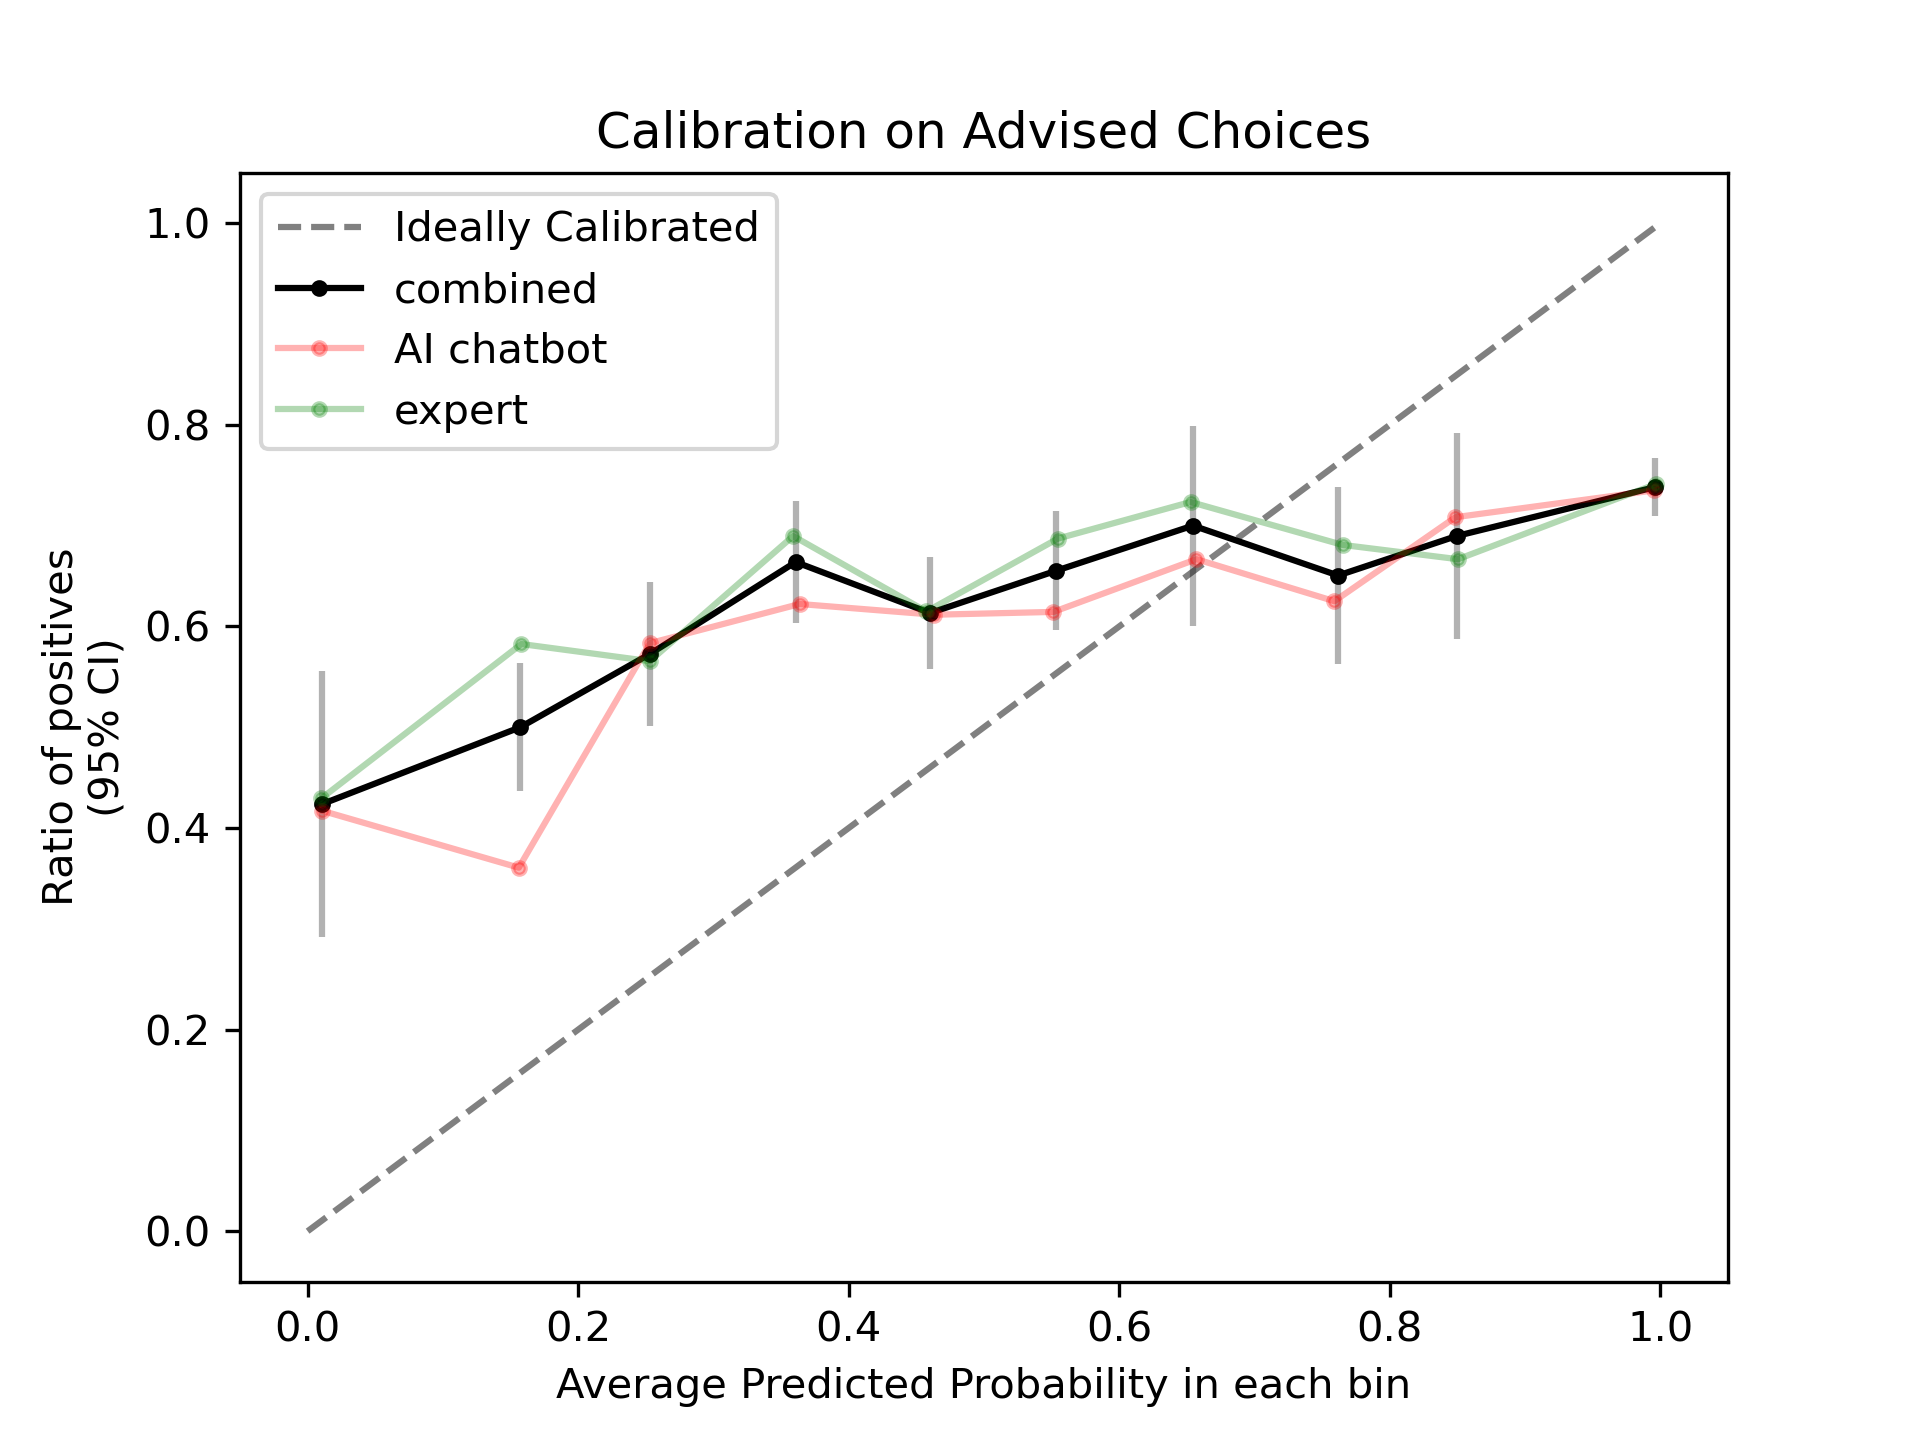 Calibration on Advised Choices
Ideally Calibrated
combined
AI chatbot
expert
1.0
0.8
0.6
0.4
0.2
0.0
Ratio of positives
(95% CI)
0.0 0.2 0.4 0.6 0.8 1.0
Average Predicted Probability in each bin